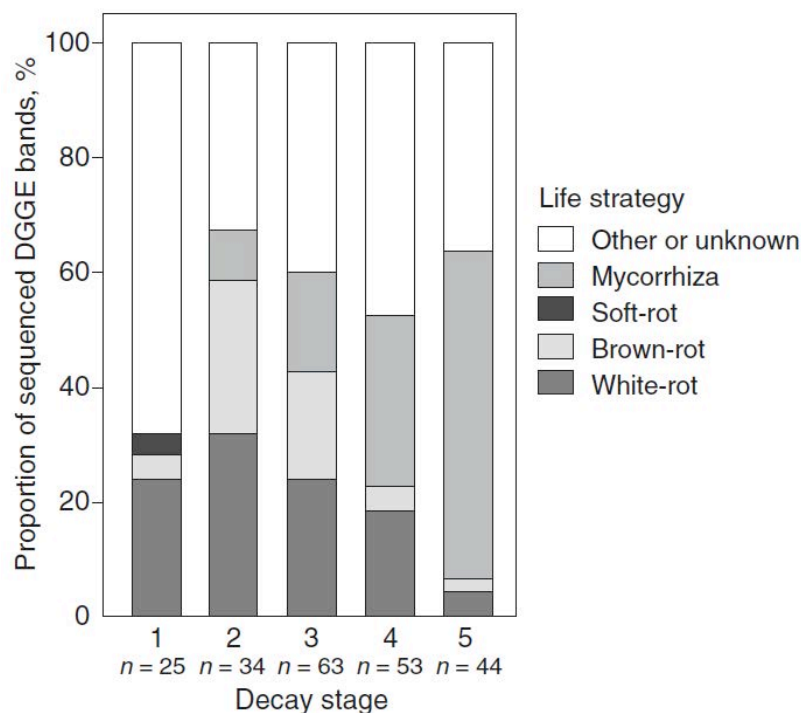 Proportion of sequenced DGGE bands, %
100
80
60
40
20
0
1 2 3 4 5
n = 25 n = 34 n = 63 n = 53 n = 44
Decay stage
Life strategy
Other or unknown
Mycorrhiza
Soft-rot
Brown-rot
White-rot